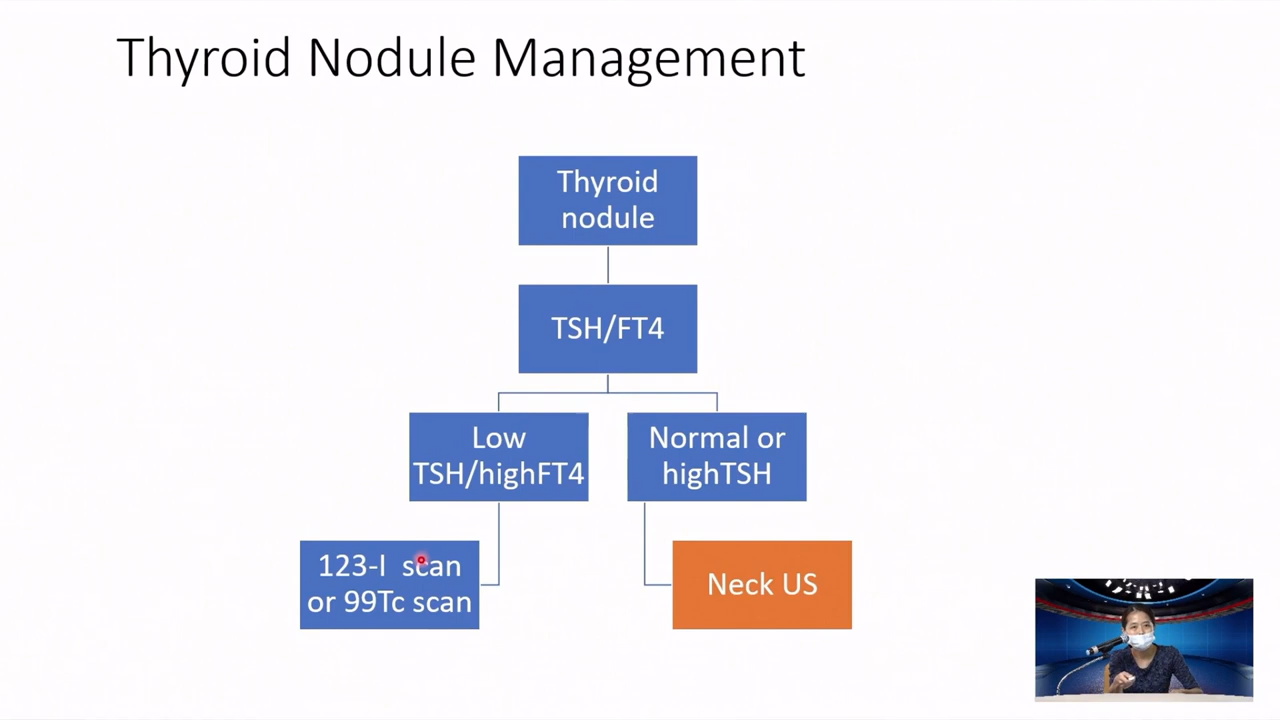 Thyroid Nodule Management
Thyroid
nodule
TSH/FT4
Low
TSH/highFT4
Normal or
highTSH
123-I scan
or 99Tc scan
Neck US